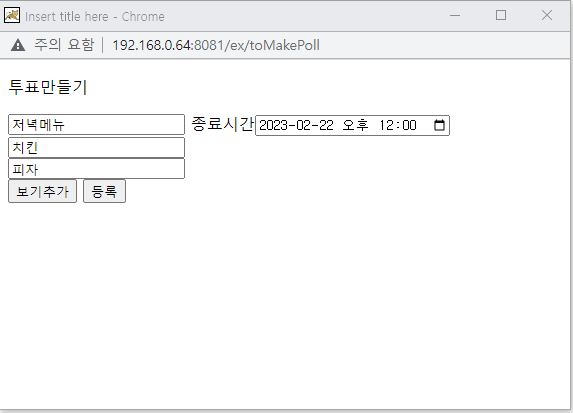 Insert title here - Chrome
주의 요함 192.168.0.64:8081/ex/toMakePoll
투표만들기
저녁메뉴 종료시간 2023-02-22 오후 12:00
치킨
피자
보기추가 등록